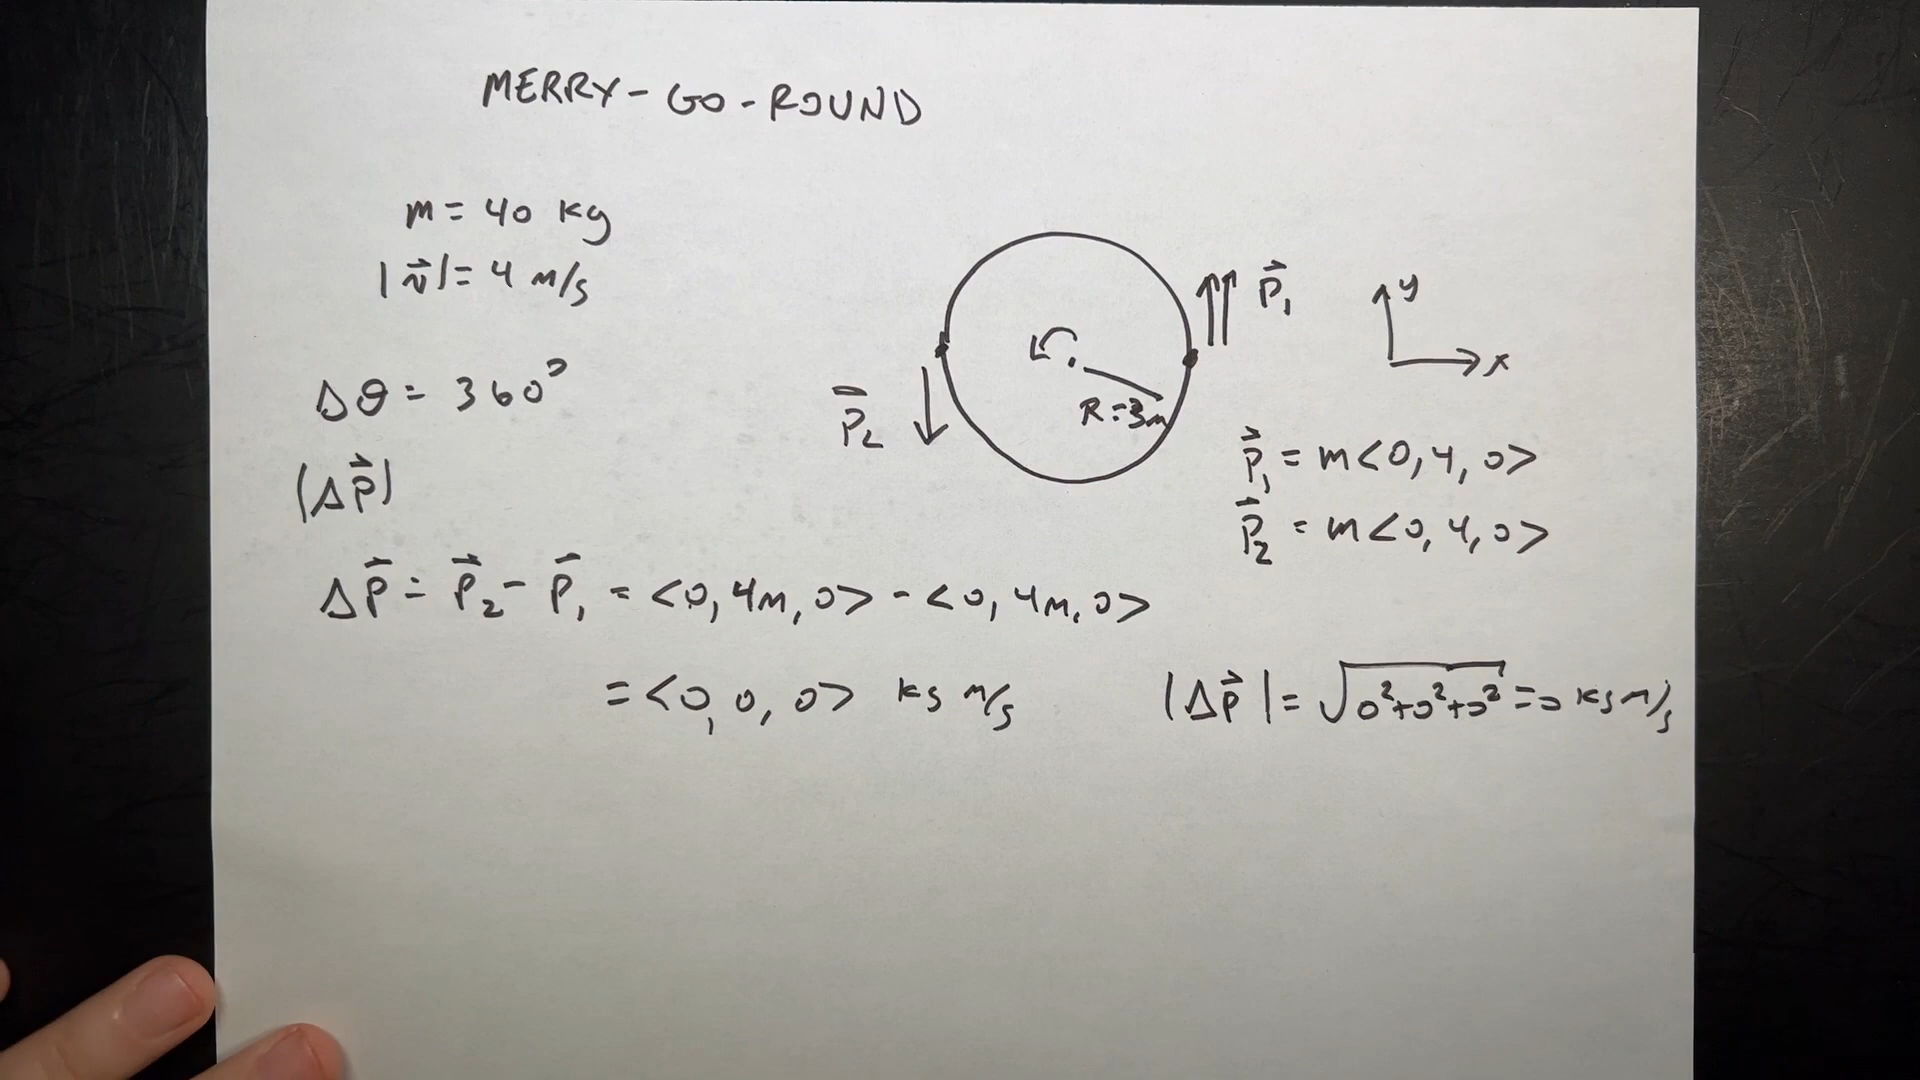 MERRY-GO-ROUND
m = 40 kg
|v⃗| = 4 m/s
Δθ = 360°
|Δp⃗|
p⃗₁
y
x
R = 3m
p⃗₂
p⃗₁ = m<0, 4, 0>
p⃗₂ = m<0, 4, 0>
Δp⃗ = p⃗₂ - p⃗₁ = <0, 4m, 0> - <0, 4m, 0>
= <0, 0, 0> kg m/s
|Δp⃗| = √(0²+0²+0²) = 0 kg m/s